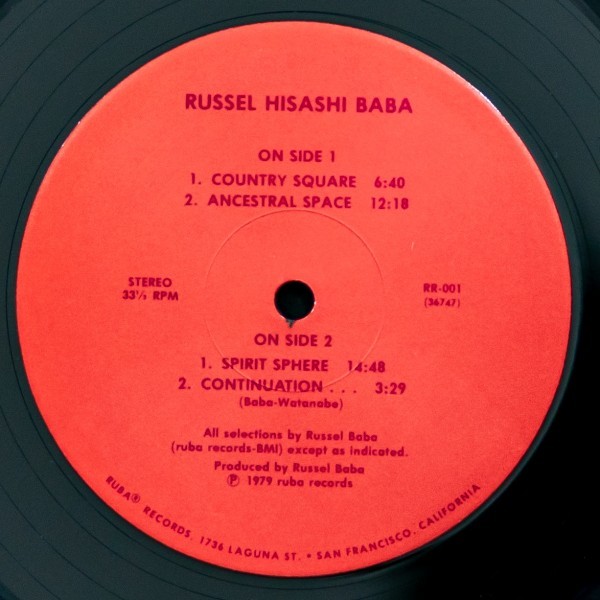 RUSSEL HISASHI BABA
ON SIDE 1
1. COUNTRY SQUARE 6:40
2. ANCESTRAL SPACE 12:18
STEREO
33⅓ RPM
RR-001
(36747)
ON SIDE 2
1. SPIRIT SPHERE 14:48
2. CONTINUATION . . . 3:29
(Baba-Watanabe)
All selections by Russel Baba
(ruba records-BMI) except as indicated.
Produced by Russel Baba
℗ 1979 ruba records
RUBA® RECORDS, 1736 LAGUNA ST. • SAN FRANCISCO, CALIFORNIA